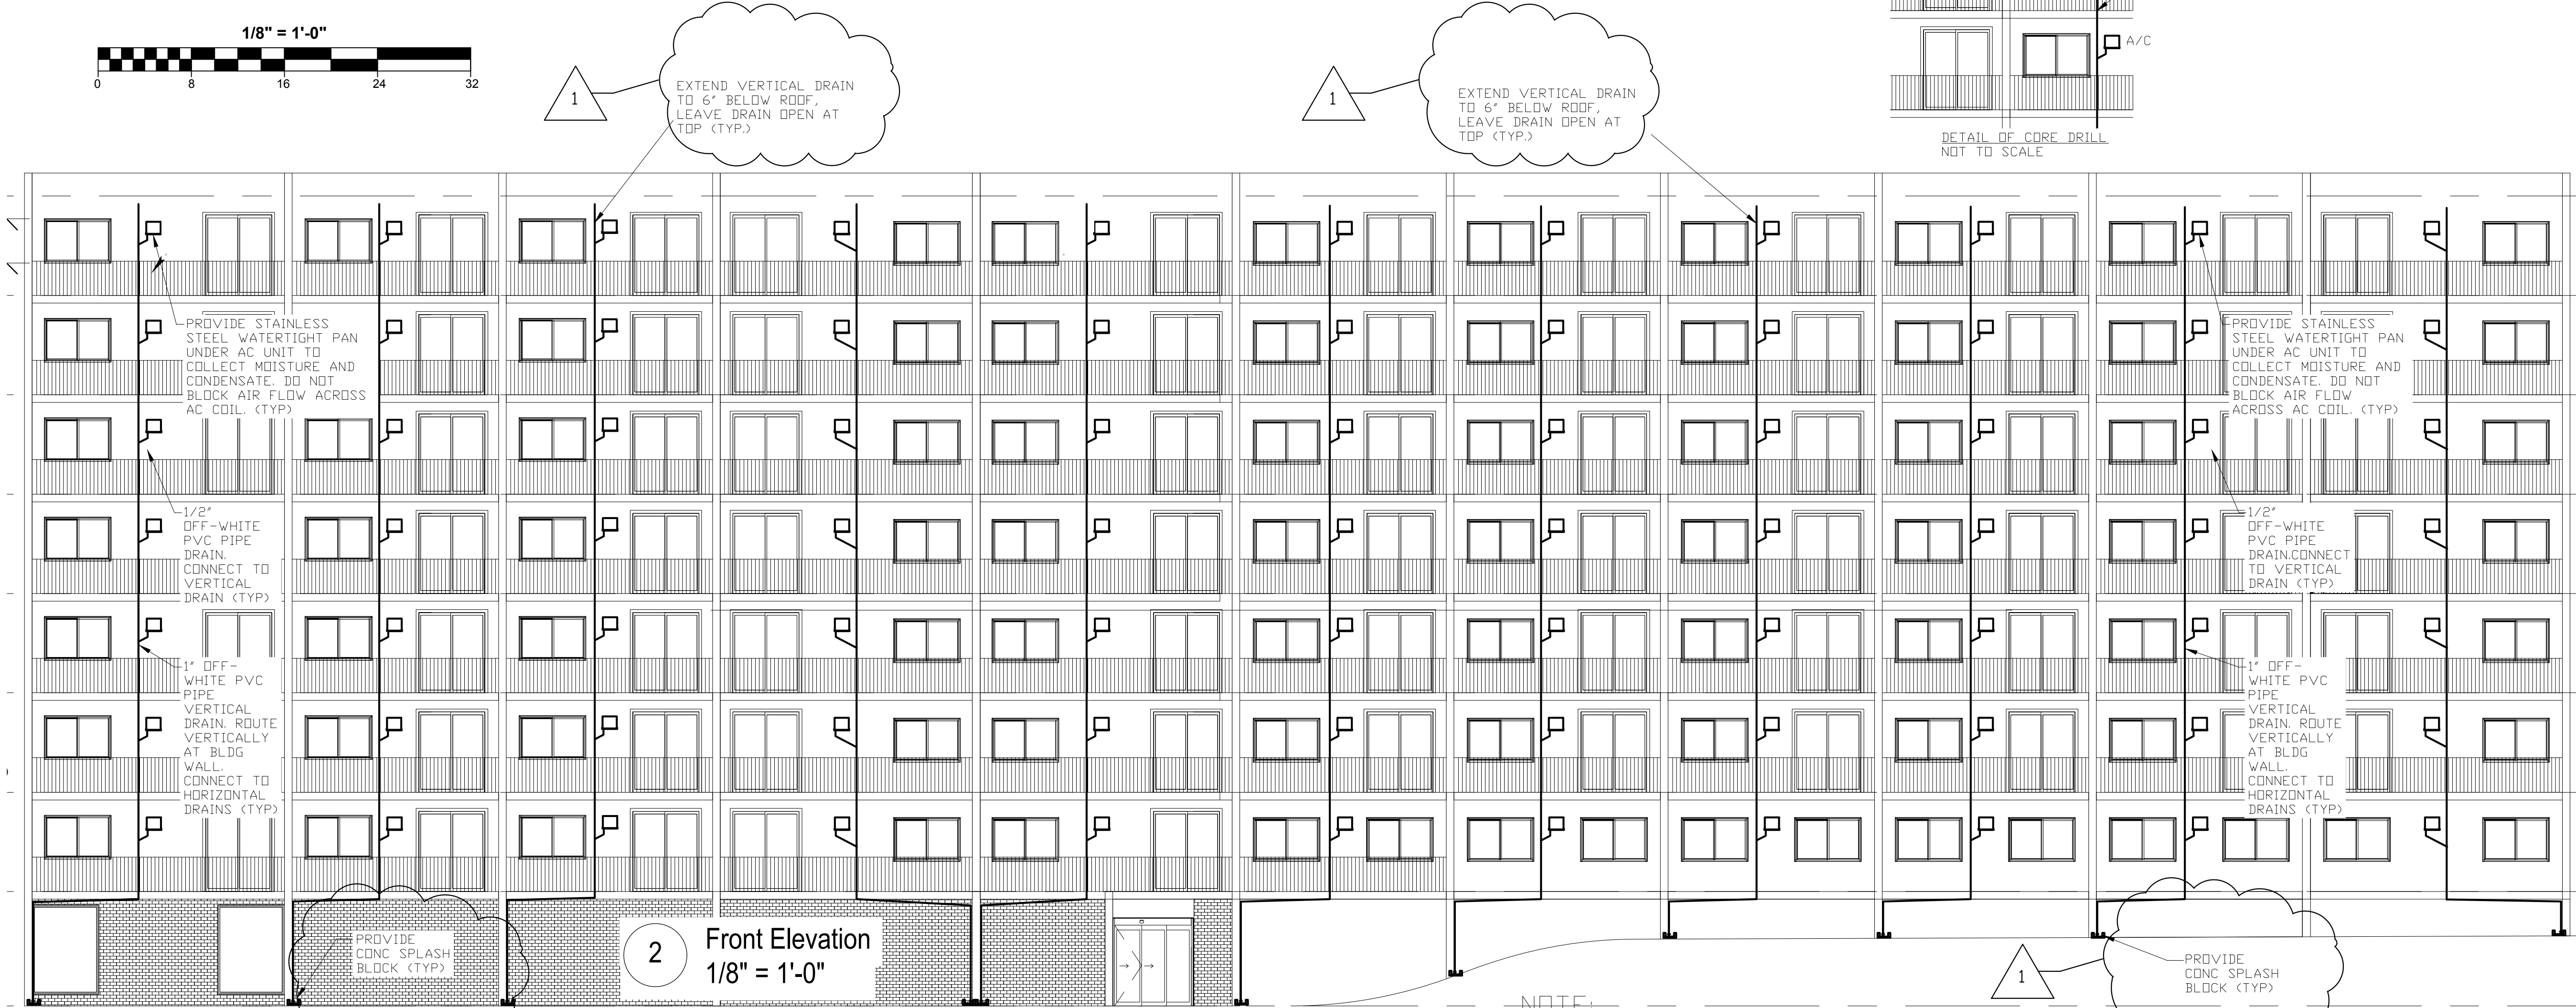 1/8" = 1'-0"
0 8 16 24 32
1
EXTEND VERTICAL DRAIN
TO 6" BELOW ROOF,
LEAVE DRAIN OPEN AT
TOP (TYP.)
1
EXTEND VERTICAL DRAIN
TO 6" BELOW ROOF,
LEAVE DRAIN OPEN AT
TOP (TYP.)
A/C
DETAIL OF CORE DRILL
NOT TO SCALE
PROVIDE STAINLESS
STEEL WATERTIGHT PAN
UNDER AC UNIT TO
COLLECT MOISTURE AND
CONDENSATE. DO NOT
BLOCK AIR FLOW ACROSS
AC COIL. (TYP)
1/2"
OFF-WHITE
PVC PIPE
DRAIN.
CONNECT TO
VERTICAL
DRAIN (TYP)
1" OFF-
WHITE PVC
PIPE
VERTICAL
DRAIN. ROUTE
VERTICALLY
AT BLDG
WALL.
CONNECT TO
HORIZONTAL
DRAINS (TYP)
PROVIDE STAINLESS
STEEL WATERTIGHT PAN
UNDER AC UNIT TO
COLLECT MOISTURE AND
CONDENSATE. DO NOT
BLOCK AIR FLOW
ACROSS AC COIL. (TYP)
1/2"
OFF-WHITE
PVC PIPE
DRAIN.CONNECT
TO VERTICAL
DRAIN (TYP)
1" OFF-
WHITE PVC
PIPE
VERTICAL
DRAIN. ROUTE
VERTICALLY
AT BLDG
WALL.
CONNECT TO
HORIZONTAL
DRAINS (TYP)
PROVIDE
CONC SPLASH
BLOCK (TYP)
2
Front Elevation
1/8" = 1'-0"
NOTE:
1
PROVIDE
CONC SPLASH
BLOCK (TYP)